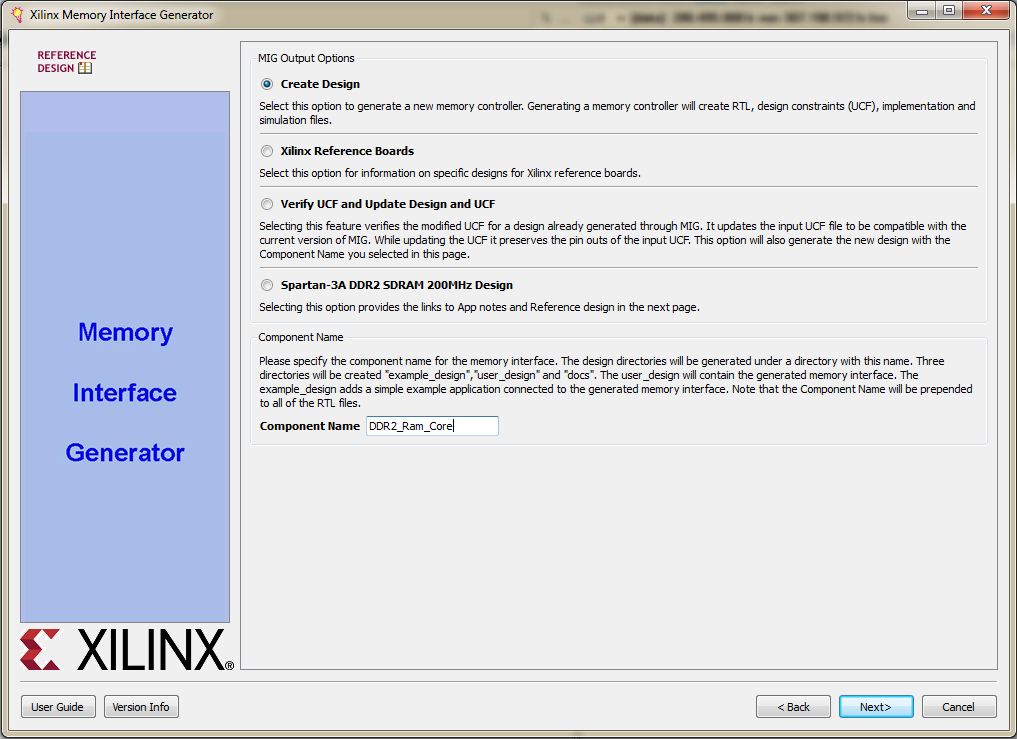 Xilinx Memory Interface Generator
REFERENCE
DESIGN
Memory
Interface
Generator
XILINX®
MIG Output Options
Create Design
Select this option to generate a new memory controller. Generating a memory controller will create RTL, design constraints (UCF), implementation and
simulation files.
Xilinx Reference Boards
Select this option for information on specific designs for Xilinx reference boards.
Verify UCF and Update Design and UCF
Selecting this feature verifies the modified UCF for a design already generated through MIG. It updates the input UCF file to be compatible with the
current version of MIG. While updating the UCF it preserves the pin outs of the input UCF. This option will also generate the new design with the
Component Name you selected in this page.
Spartan-3A DDR2 SDRAM 200MHz Design
Selecting this option provides the links to App notes and Reference design in the next page.
Component Name
Please specify the component name for the memory interface. The design directories will be generated under a directory with this name. Three
directories will be created "example_design","user_design" and "docs". The user_design will contain the generated memory interface. The
example_design adds a simple example application connected to the generated memory interface. Note that the Component Name will be prepended
to all of the RTL files.
Component Name DDR2_Ram_Core
User Guide Version Info < Back Next> Cancel